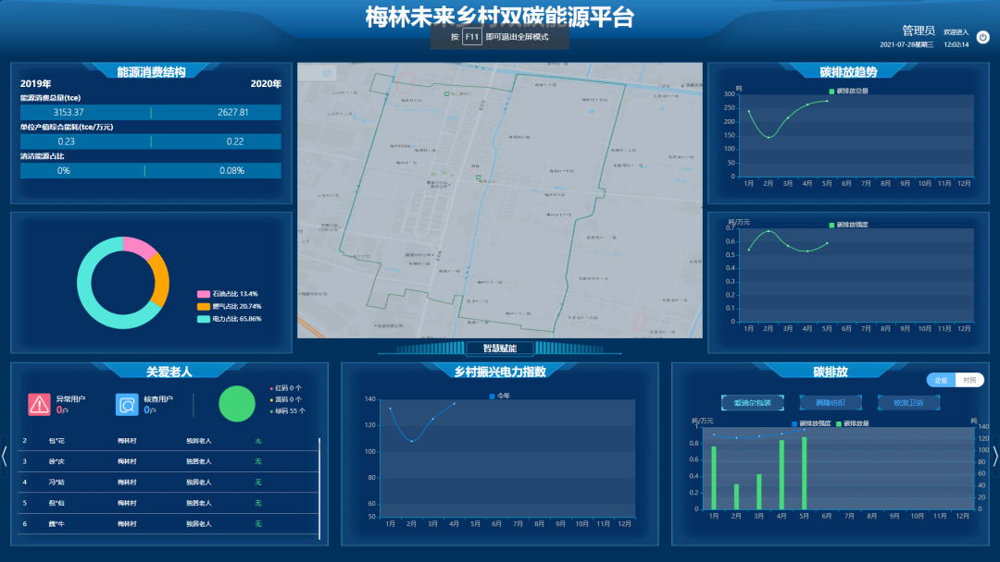 梅林未来乡村双碳能源平台
按 F11 即可退出全屏模式
管理员 欢迎进入
2021-07-28星期三 12:02:14
能源消费结构
2019年 2020年
能源消费总量(tce)
3153.37 2627.81
单位产值综合能耗(tce/万元)
0.23 0.22
清洁能源占比
0% 0.08%
石油占比 13.4%
燃气占比 20.74%
电力占比 65.86%
智慧赋能
碳排放趋势
吨
碳排放总量
300
250
200
150
100
50
0
1月 2月 3月 4月 5月 6月 7月 8月 9月 10月 11月 12月
吨/万元
碳排放强度
0.7
0.6
0.5
0.4
0.3
0.2
0.1
0
1月 2月 3月 4月 5月 6月 7月 8月 9月 10月 11月 12月
关爱老人
异常用户
0户
核查用户
0户
红码 0 个
黄码 0 个
绿码 55 个
2 包*花 梅林村 独居老人 无
3 徐*庆 梅林村 独居老人 无
4 冯*姑 梅林村 独居老人 无
5 倪*仙 梅林村 独居老人 无
6 魏*牛 梅林村 独居老人 无
乡村振兴电力指数
今年
140
120
100
80
60
50
1月 2月 3月 4月 5月 6月 7月 8月 9月 10月 11月 12月
碳排放
企业 村民
爱迪尔包装 腾隆纺织 欧浪卫浴
吨/万元 吨
碳排放强度 碳排放量
1 140
0.8 120
100
0.6 80
0.4 60
40
0.2 20
0 0
1月 2月 3月 4月 5月 6月 7月 8月 9月 10月 11月 12月